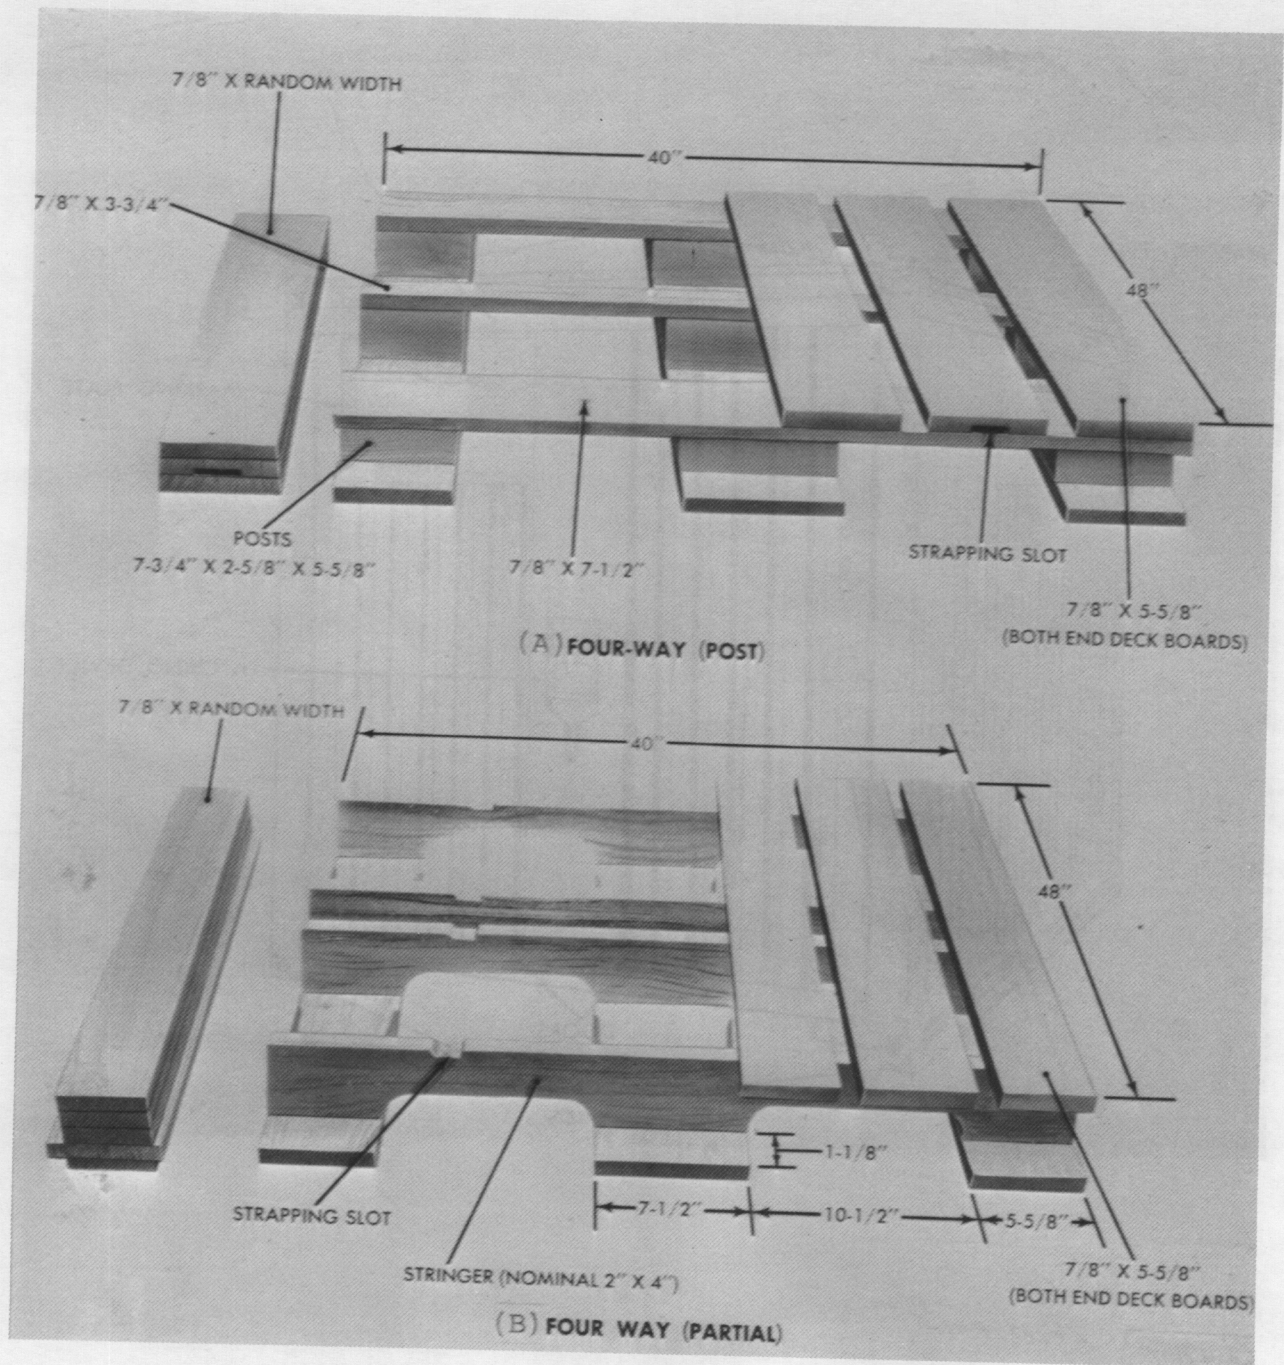 7/8" X RANDOM WIDTH
40"
7/8" X 3-3/4"
48"
POSTS
7-3/4" X 2-5/8" X 5-5/8"
7/8" X 7-1/2"
STRAPPING SLOT
7/8" X 5-5/8"
(BOTH END DECK BOARDS)
(A) FOUR-WAY (POST)
7/8" X RANDOM WIDTH
40"
48"
1-1/8"
7-1/2"
10-1/2"
5-5/8"
STRAPPING SLOT
STRINGER (NOMINAL 2" X 4")
7/8" X 5-5/8"
(BOTH END DECK BOARDS)
(B) FOUR WAY (PARTIAL)